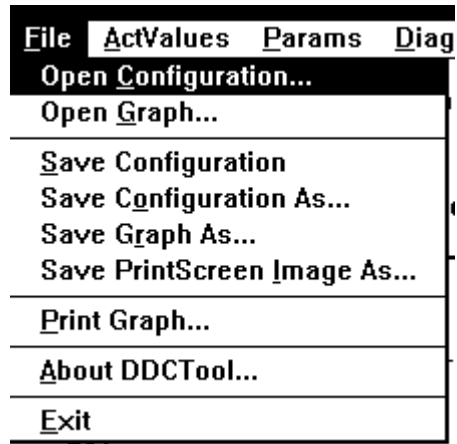 File ActValues Params Diag
Open Configuration...
Open Graph...
Save Configuration
Save Configuration As...
Save Graph As...
Save PrintScreen Image As...
Print Graph...
About DDCTool...
Exit